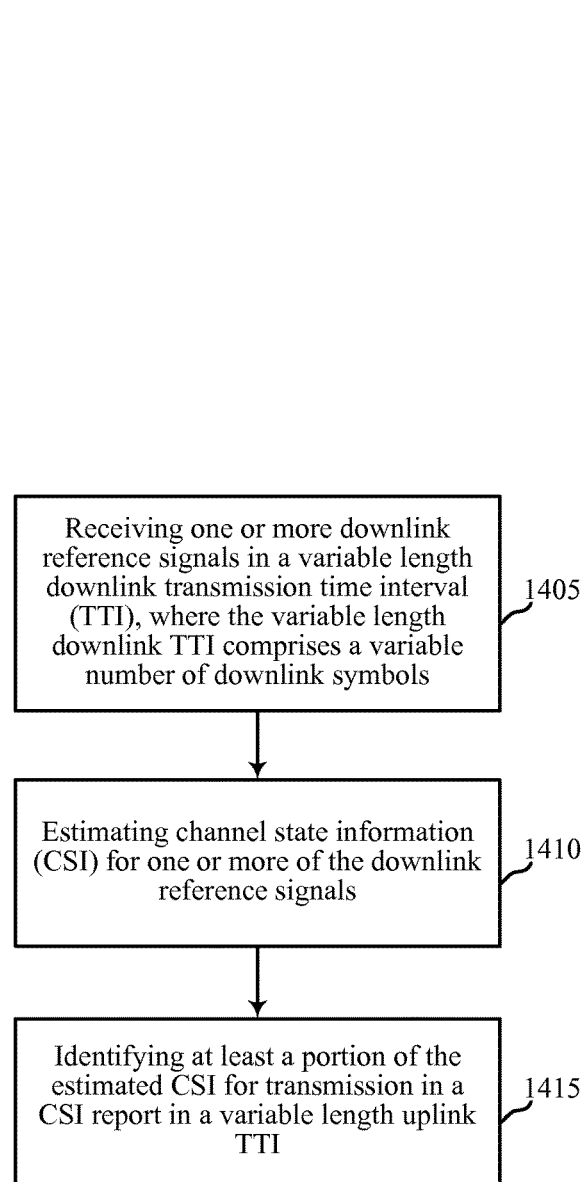 Receiving one or more downlink
reference signals in a variable length
downlink transmission time interval
(TTI), where the variable length
downlink TTI comprises a variable
number of downlink symbols
1405
Estimating channel state information
(CSI) for one or more of the downlink
reference signals
1410
Identifying at least a portion of the
estimated CSI for transmission in a
CSI report in a variable length uplink
TTI
1415